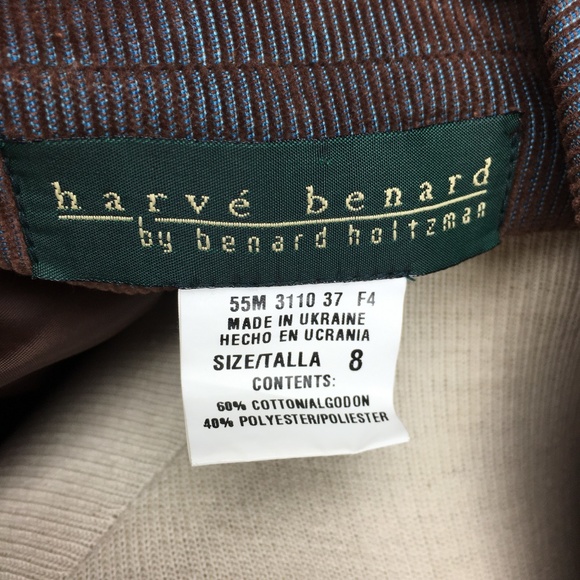 harvé benard
by benard holtzman
55M 3110 37 F4
MADE IN UKRAINE
HECHO EN UCRANIA
SIZE/TALLA 8
CONTENTS:
60% COTTON/ALGODON
40% POLYESTER/POLIESTER